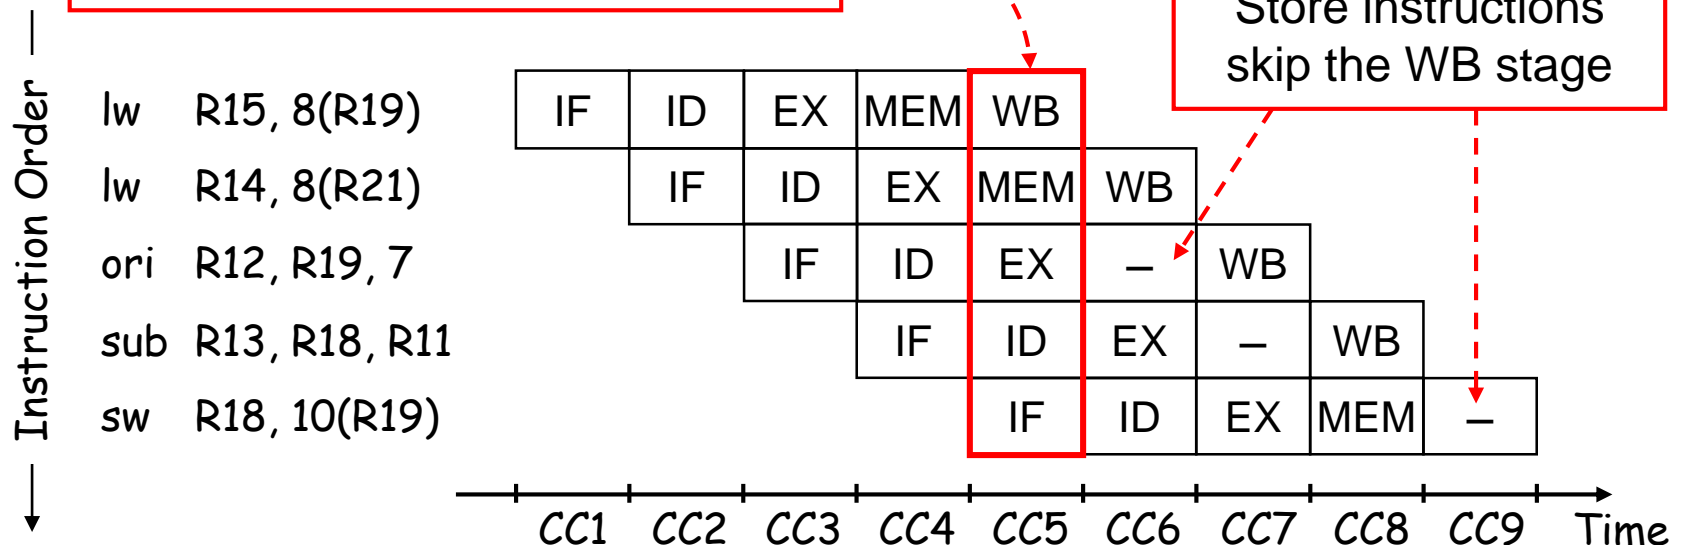 Store instructions
skip the WB stage
Instruction Order
lw R15, 8(R19) IF ID EX MEM WB
lw R14, 8(R21) IF ID EX MEM WB
ori R12, R19, 7 IF ID EX – WB
sub R13, R18, R11 IF ID EX – WB
sw R18, 10(R19) IF ID EX MEM –
CC1 CC2 CC3 CC4 CC5 CC6 CC7 CC8 CC9 Time